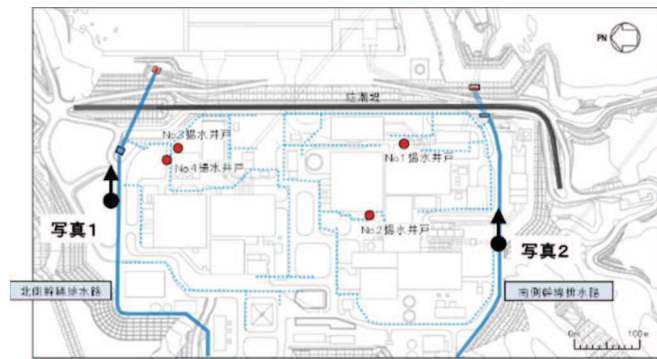 PN
防潮堤
No.3揚水井戸
No.4揚水井戸
No.1揚水井戸
No.2揚水井戸
写真1
写真2
北側幹線排水路
南側幹線排水路
0m
100m